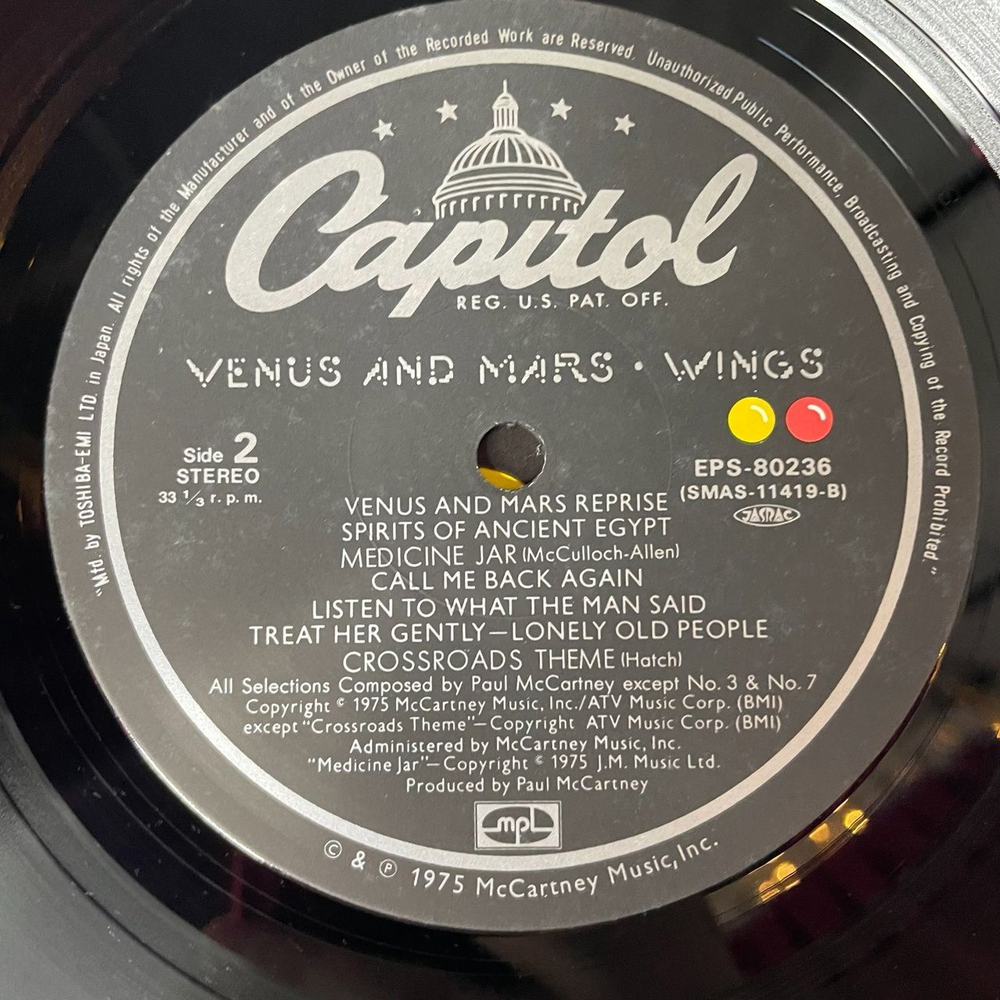 "Mfd. by TOSHIBA-EMI LTD. in Japan. All rights of the Manufacturer and of the Owner of the Recorded Work are Reserved. Unauthorized Public Performance, Broadcasting and Copying of the Record Prohibited."
Capitol
REG. U.S. PAT. OFF.
VENUS AND MARS • WINGS
Side 2
STEREO
33 1/3 r. p. m.
EPS-80236
(SMAS-11419-B)
JASRAC
VENUS AND MARS REPRISE
SPIRITS OF ANCIENT EGYPT
MEDICINE JAR (McCulloch-Allen)
CALL ME BACK AGAIN
LISTEN TO WHAT THE MAN SAID
TREAT HER GENTLY—LONELY OLD PEOPLE
CROSSROADS THEME (Hatch)
All Selections Composed by Paul McCartney except No. 3 & No. 7
Copyright © 1975 McCartney Music, Inc./ATV Music Corp. (BMI)
except "Crossroads Theme"—Copyright ATV Music Corp. (BMI)
Administered by McCartney Music, Inc.
"Medicine Jar"—Copyright © 1975 J.M. Music Ltd.
Produced by Paul McCartney
mpl
© & ℗ 1975 McCartney Music, Inc.